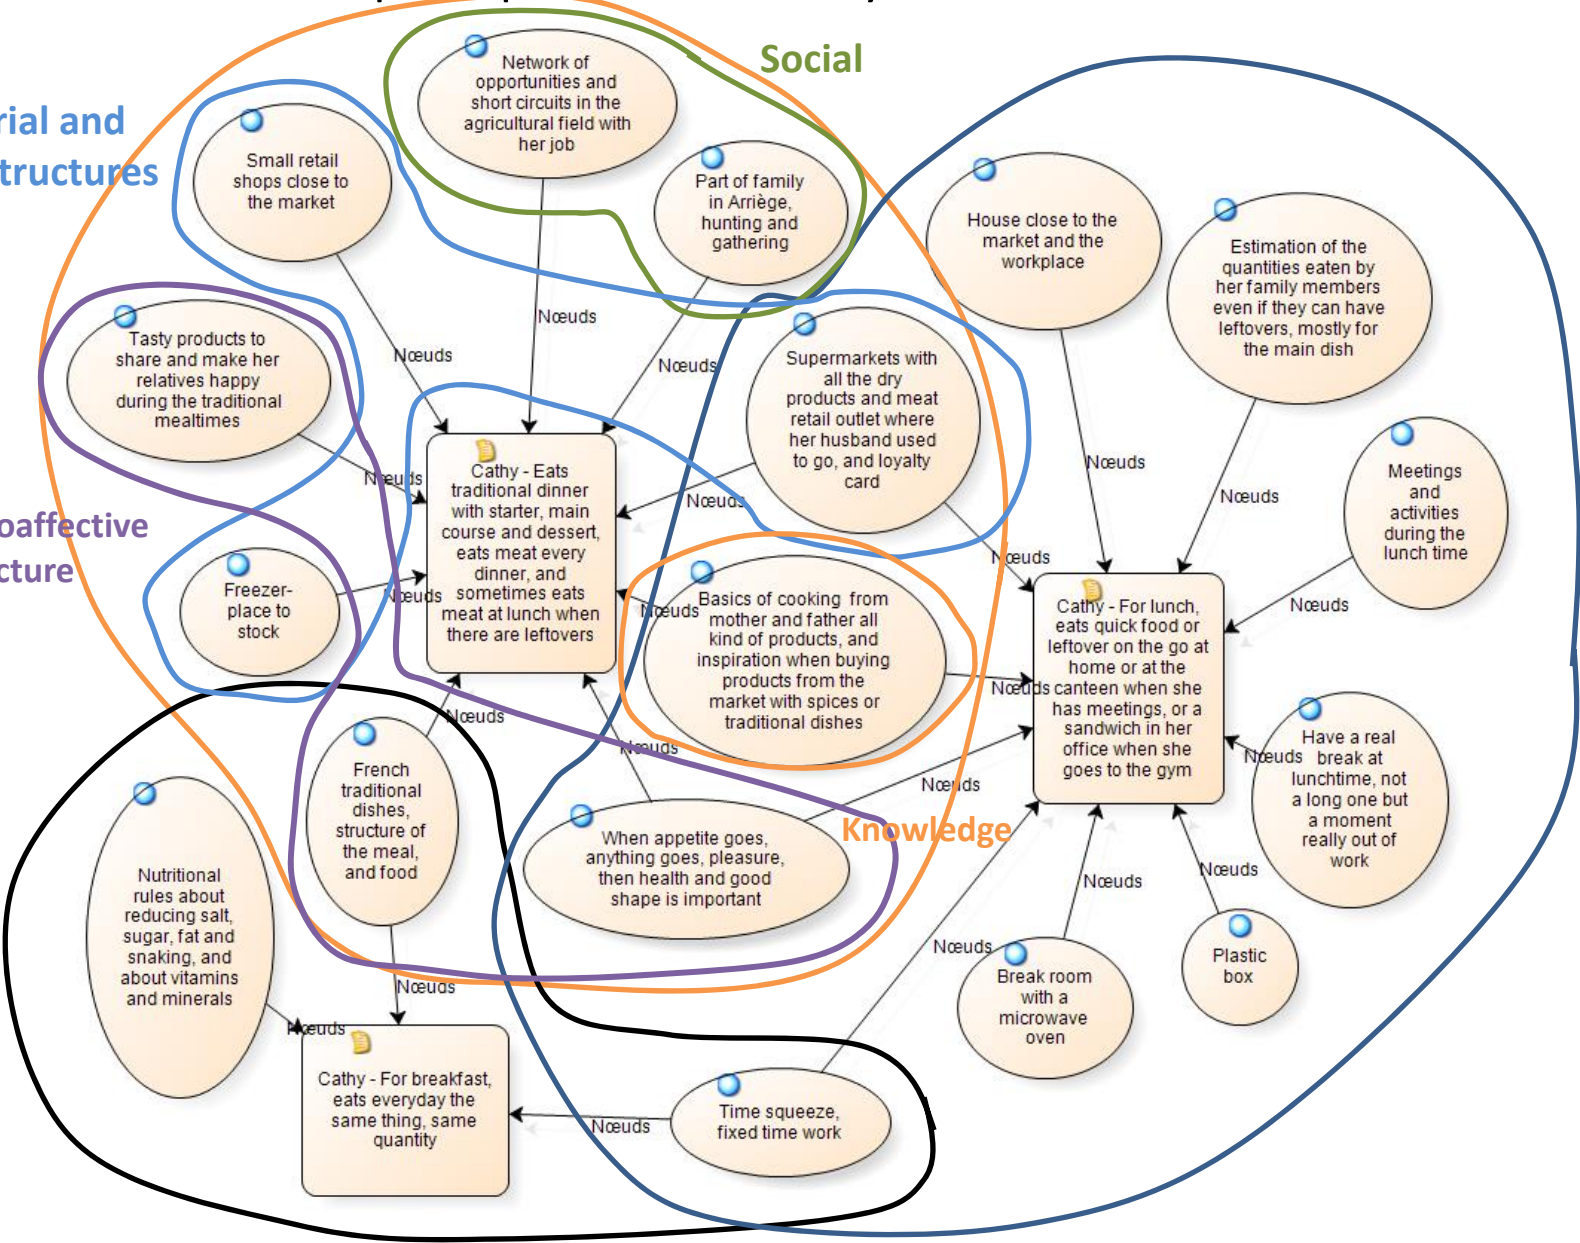 Social
rial and
tructures
Network of
opportunities and
short circuits in the
agricultural field with
her job
Small retail
shops close to
the market
Part of family
in Arriège,
hunting and
gathering
House close to the
market and the
workplace
Estimation of the
quantities eaten by
her family members
even if they can have
leftovers, mostly for
the main dish
Nœuds
Nœuds
Nœuds
Tasty products to
share and make her
relatives happy
during the traditional
mealtimes
Supermarkets with
all the dry
products and meat
retail outlet where
her husband used
to go, and loyalty
card
Nœuds
Nœuds
Nœuds
Nœuds
Nœuds
Meetings
and
activities
during the
lunch time
Cathy - Eats
traditional dinner
with starter, main
course and dessert,
eats meat every
dinner, and
sometimes eats
meat at lunch when
there are leftovers
oaffective
cture
Freezer-
place to
stock
Nœuds
Nœuds
Nœuds
Basics of cooking from
mother and father all
kind of products, and
inspiration when buying
products from the
market with spices or
traditional dishes
Cathy - For lunch,
eats quick food or
leftover on the go at
home or at the
canteen when she
has meetings, or a
sandwich in her
office when she
goes to the gym
Nœuds
Nœuds
Nœuds
Nœuds
Nœuds
Nœuds
Have a real
break at
lunchtime, not
a long one but
a moment
really out of
work
French
traditional
dishes,
structure of
the meal,
and food
When appetite goes,
anything goes, pleasure,
then health and good
shape is important
Knowledge
Nutritional
rules about
reducing salt,
sugar, fat and
snaking, and
about vitamins
and minerals
Nœuds
Nœuds
Nœuds
Plastic
box
Break room
with a
microwave
oven
Nœuds
Nœuds
Cathy - For breakfast,
eats everyday the
same thing, same
quantity
Nœuds
Time squeeze,
fixed time work